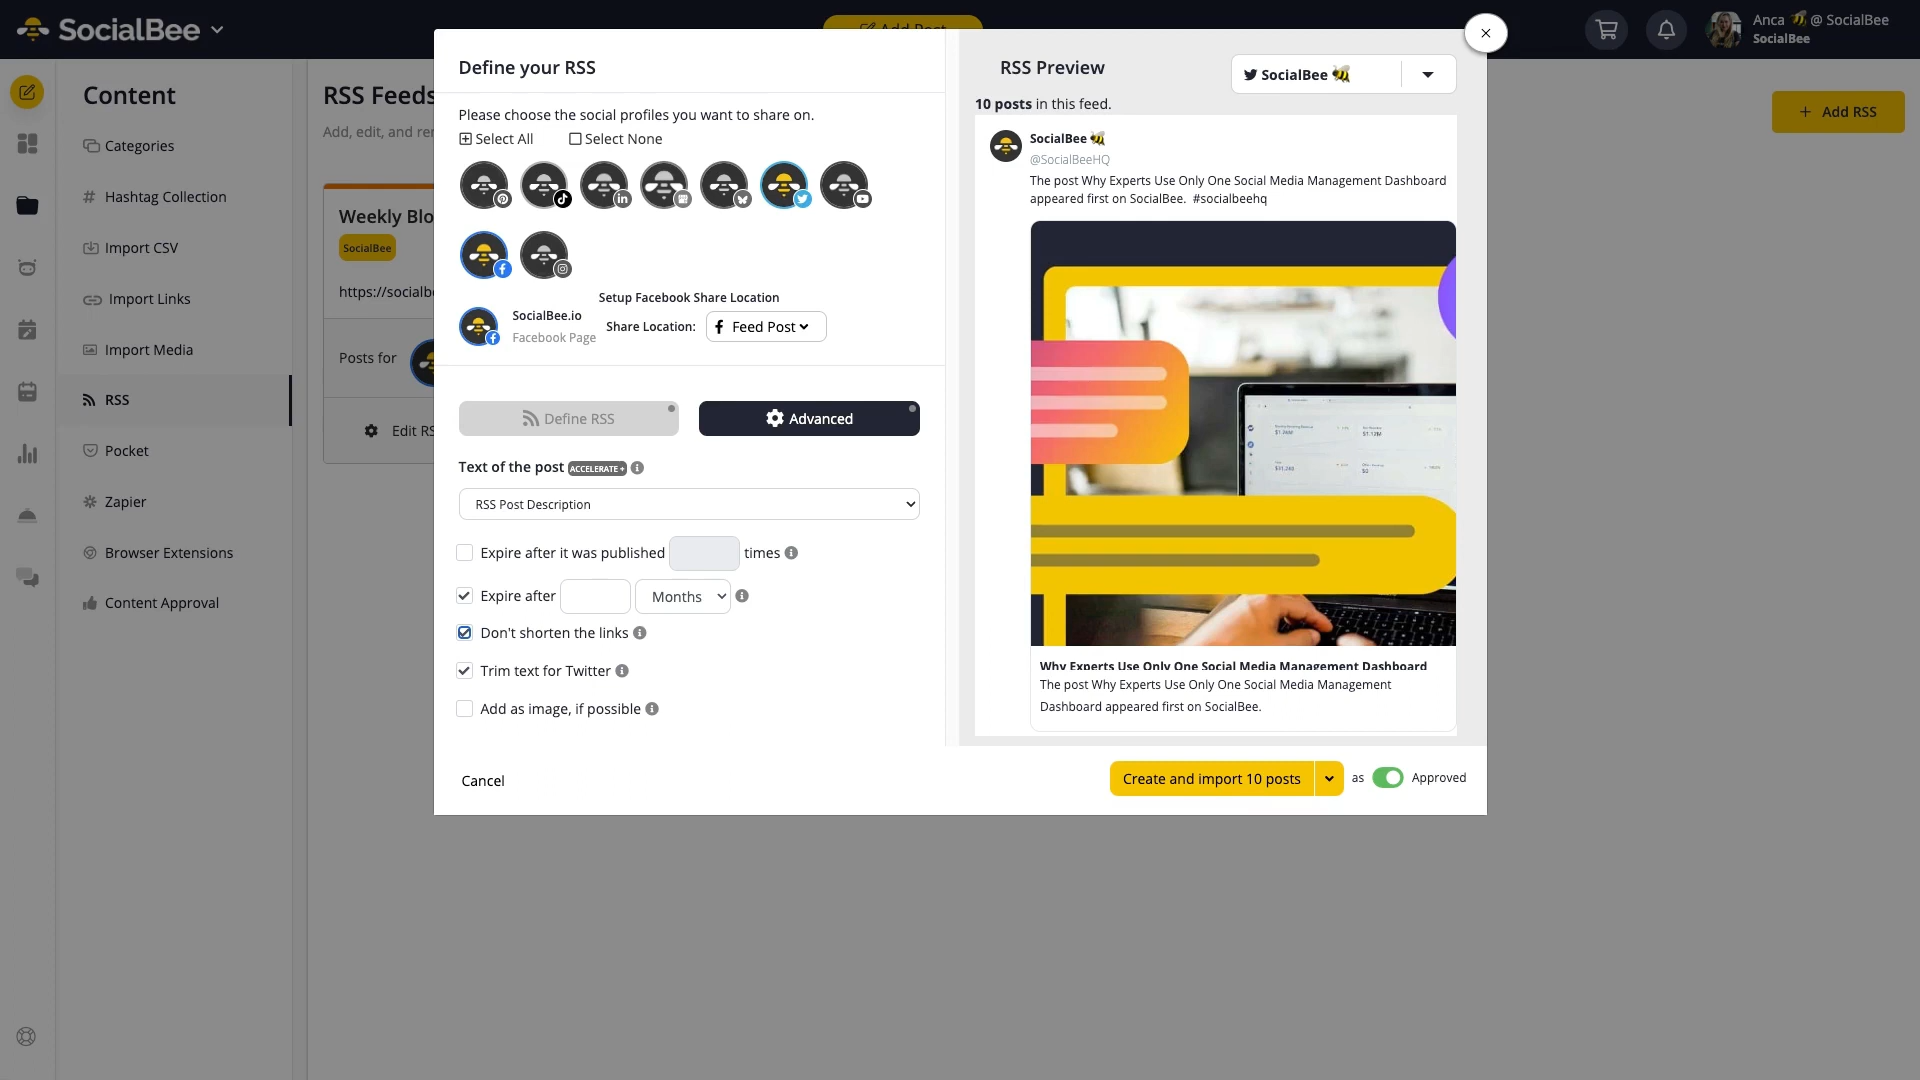 SocialBee
Add Post
Anca @ SocialBee
SocialBee
Content
Categories
Hashtag Collection
Import CSV
Import Links
Import Media
RSS
Pocket
Zapier
Browser Extensions
Content Approval
RSS Feeds
Add, edit, and re
+ Add RSS
Weekly Blo
SocialBee
https://socialb
Posts for
Edit RS
Define your RSS
Please choose the social profiles you want to share on.
Select All Select None
Setup Facebook Share Location
SocialBee.io
Facebook Page
Share Location: Feed Post
Define RSS
Advanced
Text of the post ACCELERATE +
RSS Post Description
Expire after it was published times
Expire after Months
Don't shorten the links
Trim text for Twitter
Add as image, if possible
Cancel
RSS Preview
SocialBee
10 posts in this feed.
SocialBee
@SocialBeeHQ
The post Why Experts Use Only One Social Media Management Dashboard
appeared first on SocialBee. #socialbeehq
Why Experts Use Only One Social Media Management Dashboard
The post Why Experts Use Only One Social Media Management
Dashboard appeared first on SocialBee.
Create and import 10 posts as Approved